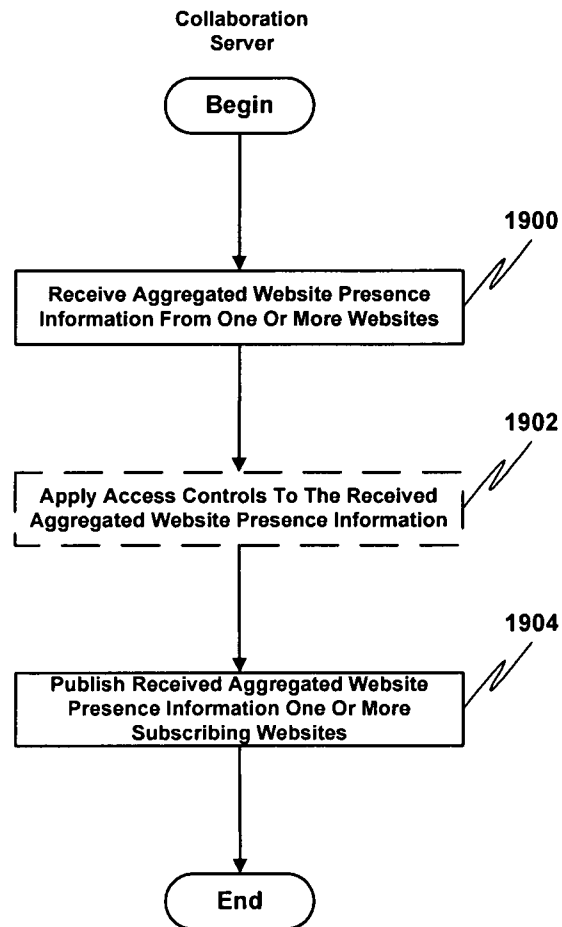 Collaboration
Server
Begin
1900
Receive Aggregated Website Presence
Information From One Or More Websites
1902
Apply Access Controls To The Received
Aggregated Website Presence Information
1904
Publish Received Aggregated Website
Presence Information One Or More
Subscribing Websites
End